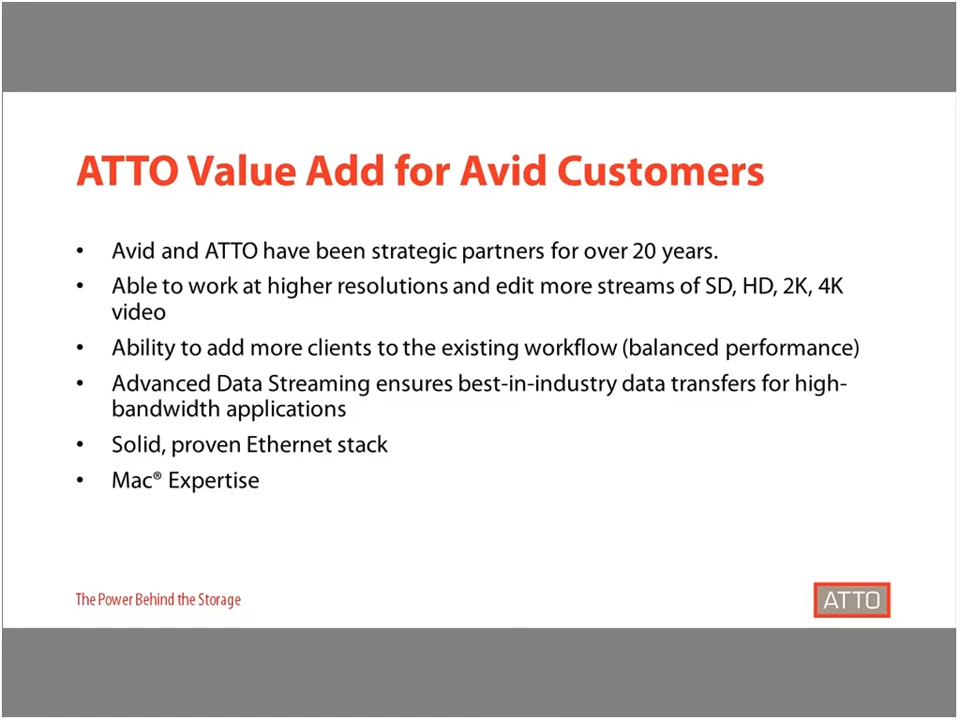 ATTO Value Add for Avid Customers
• Avid and ATTO have been strategic partners for over 20 years.
• Able to work at higher resolutions and edit more streams of SD, HD, 2K, 4K
video
• Ability to add more clients to the existing workflow (balanced performance)
• Advanced Data Streaming ensures best-in-industry data transfers for high-
bandwidth applications
• Solid, proven Ethernet stack
• Mac® Expertise
The Power Behind the Storage
ATTO